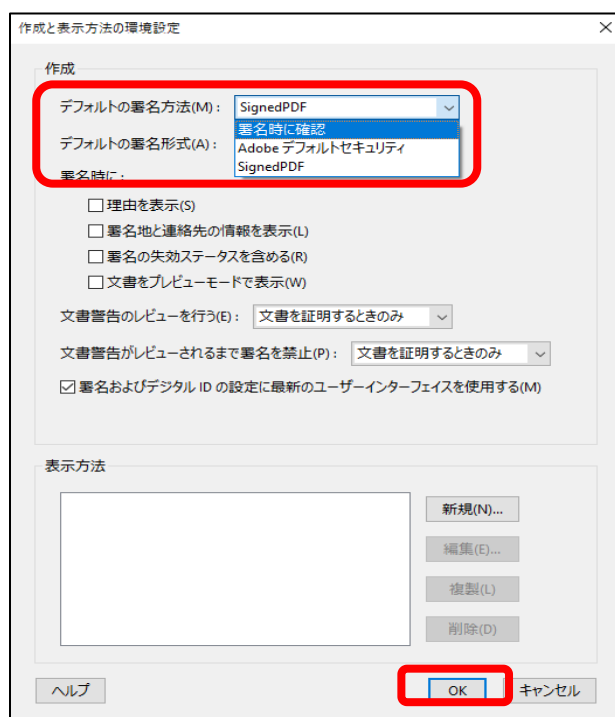 作成と表示方法の環境設定
作成
デフォルトの署名方法(M): SignedPDF
署名時に確認
デフォルトの署名形式(A): Adobe デフォルトセキュリティ
SignedPDF
署名時に:
理由を表示(S)
署名地と連絡先の情報を表示(L)
署名の失効ステータスを含める(R)
文書をプレビューモードで表示(W)
文書警告のレビューを行う(E): 文書を証明するときのみ
文書警告がレビューされるまで署名を禁止(P): 文書を証明するときのみ
署名およびデジタル ID の設定に最新のユーザーインターフェイスを使用する(M)
表示方法
新規(N)...
編集(E)...
複製(L)
削除(D)
ヘルプ OK キャンセル